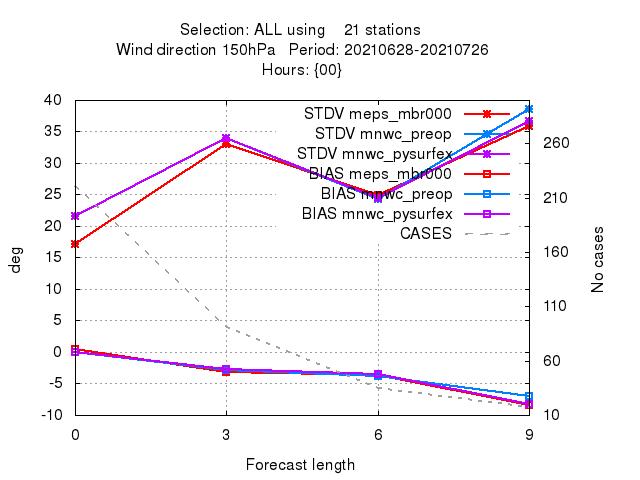 Selection: ALL using    21 stations
Wind direction 150hPa   Period: 20210628-20210726
Hours: {00}
STDV meps_mbr000
STDV mnwc_preop
STDV mnwc_pysurfex
BIAS meps_mbr000
BIAS mnwc_preop
BIAS mnwc_pysurfex
CASES
40
35
30
25
20
15
10
5
0
-5
-10
deg
260
210
160
110
60
10
No cases
0 3 6 9
Forecast length